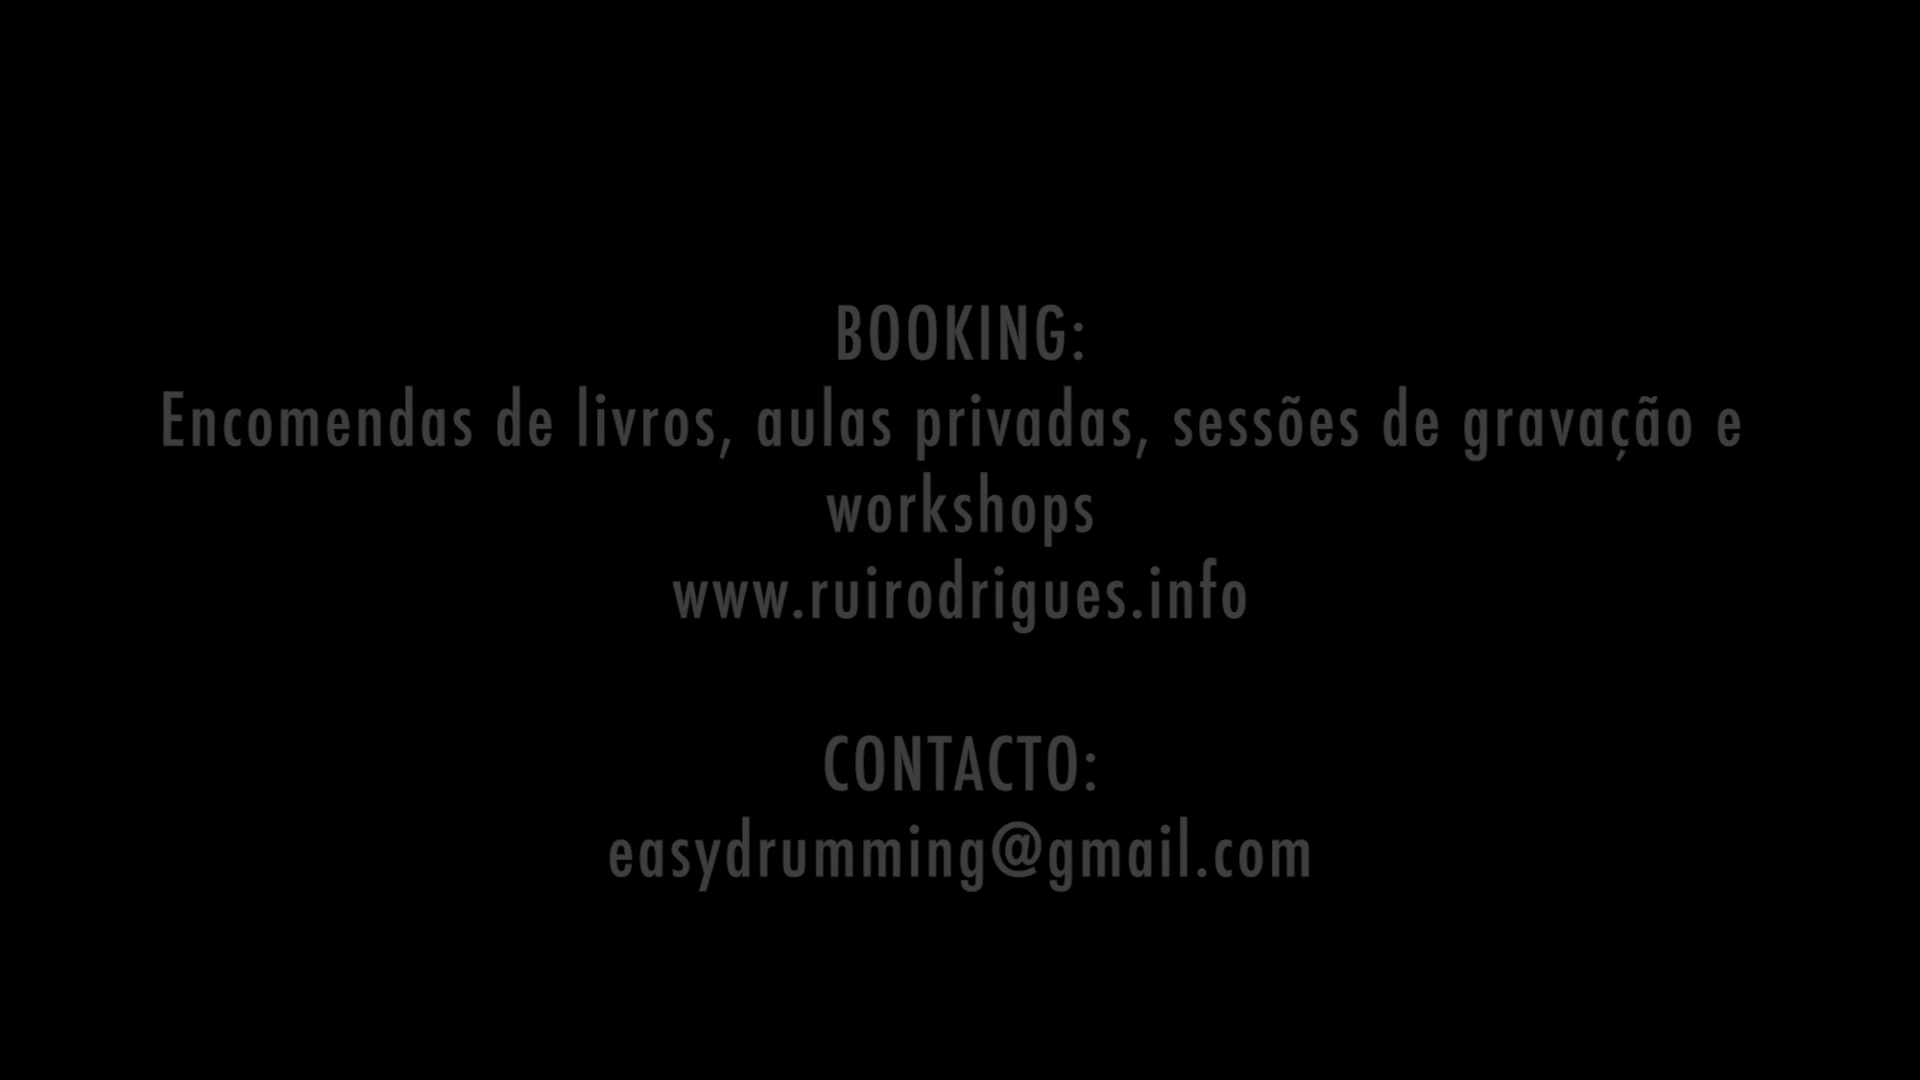 BOOKING:
Encomendas de livros, aulas privadas, sessões de gravação e
workshops
www.ruirodrigues.info
CONTACTO:
easydrumming@gmail.com